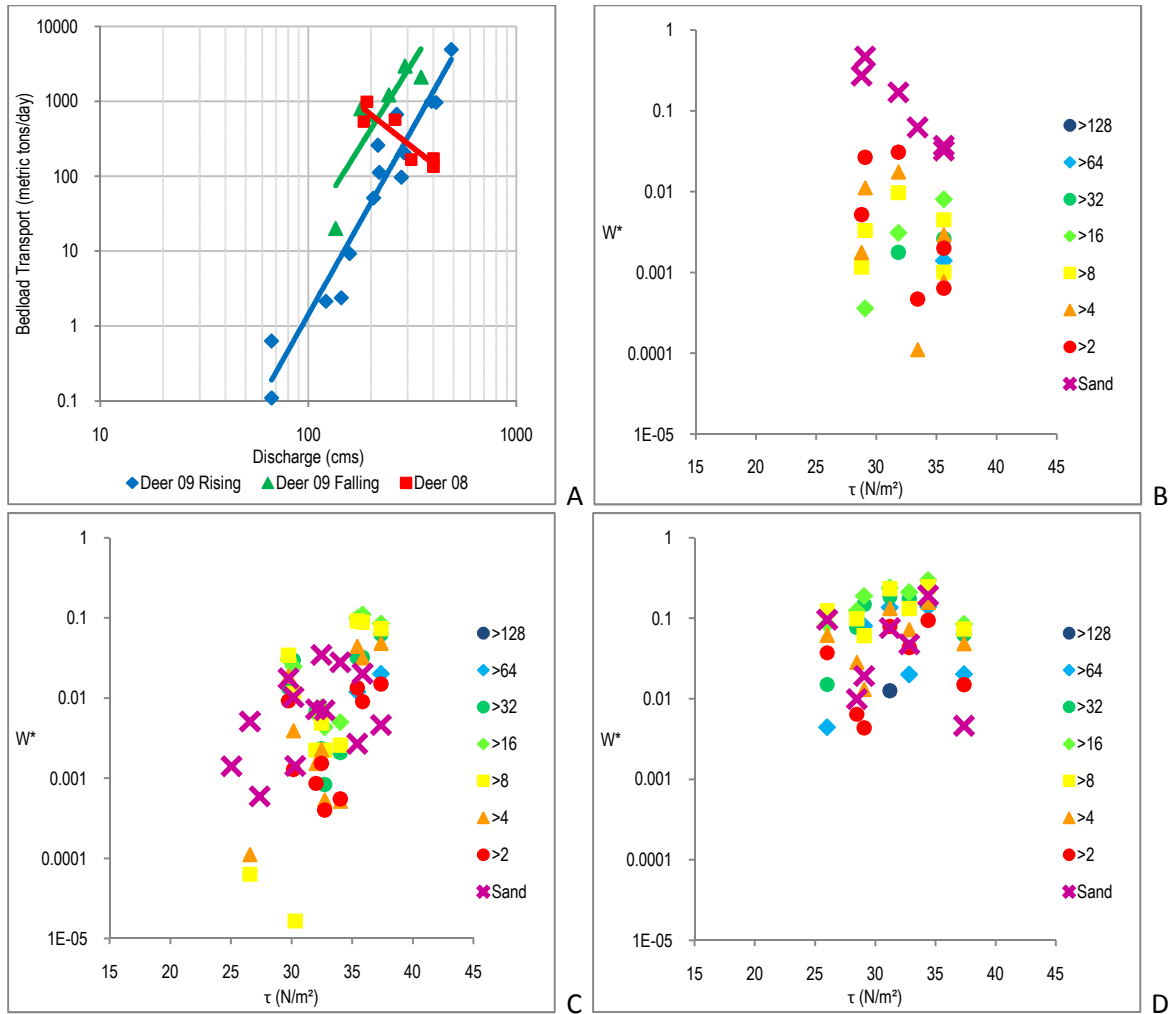 Bedload Transport (metric tons/day)
10000
1000
100
10
1
0.1
10 100 1000
Discharge (cms)
Deer 09 Rising Deer 09 Falling Deer 08
A
W*
1
0.1
0.01
0.001
0.0001
1E-05
15 20 25 30 35 40 45
τ (N/m²)
>128
>64
>32
>16
>8
>4
>2
Sand
B
W*
1
0.1
0.01
0.001
0.0001
1E-05
15 20 25 30 35 40 45
τ (N/m²)
>128
>64
>32
>16
>8
>4
>2
Sand
C
W*
1
0.1
0.01
0.001
0.0001
1E-05
15 20 25 30 35 40 45
τ (N/m²)
>128
>64
>32
>16
>8
>4
>2
Sand
D